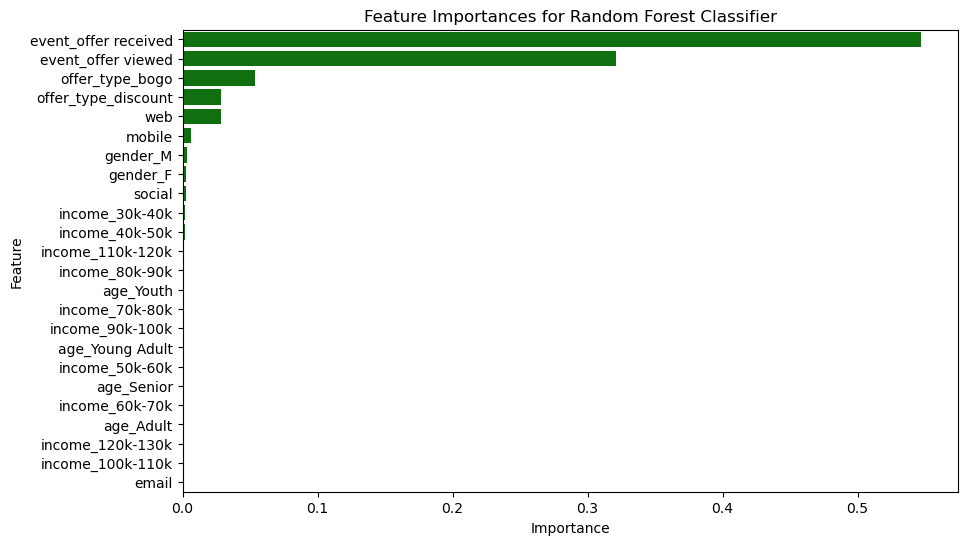 Feature Importances for Random Forest Classifier
event_offer received
event_offer viewed
offer_type_bogo
offer_type_discount
web
mobile
gender_M
gender_F
social
income_30k-40k
income_40k-50k
income_110k-120k
income_80k-90k
age_Youth
income_70k-80k
income_90k-100k
age_Young Adult
income_50k-60k
age_Senior
income_60k-70k
age_Adult
income_120k-130k
income_100k-110k
email
Feature
0.0 0.1 0.2 0.3 0.4 0.5
Importance